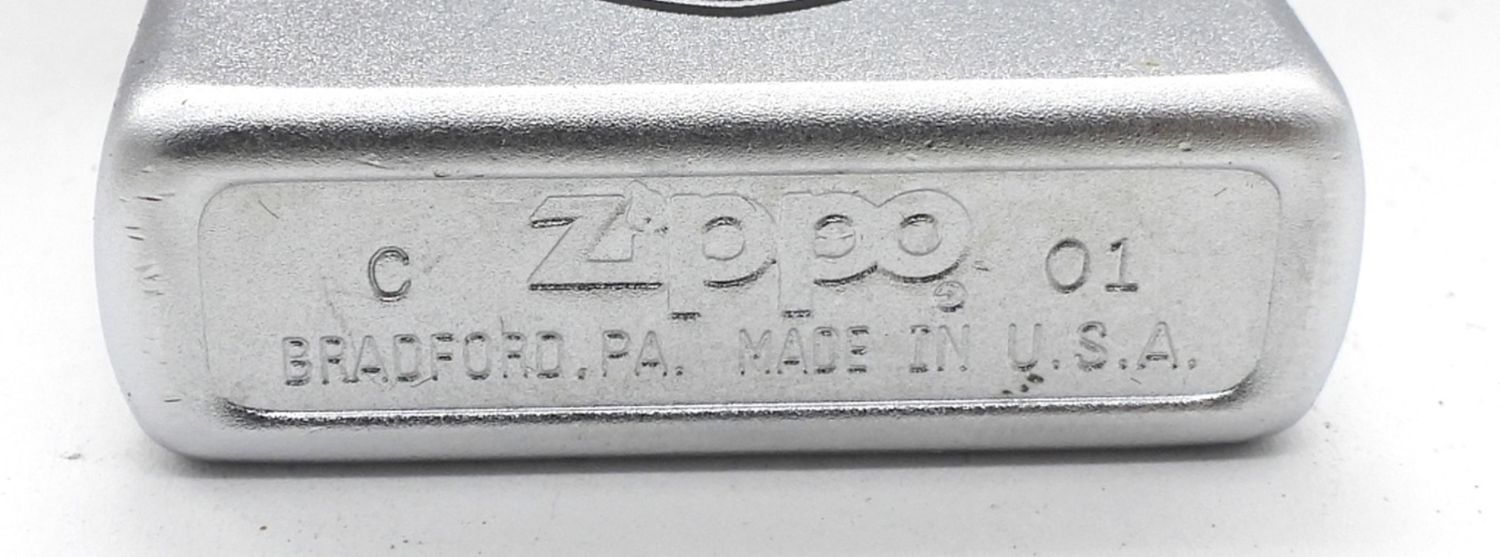 C Zippo ® 01
BRADFORD, PA. MADE IN U.S.A.